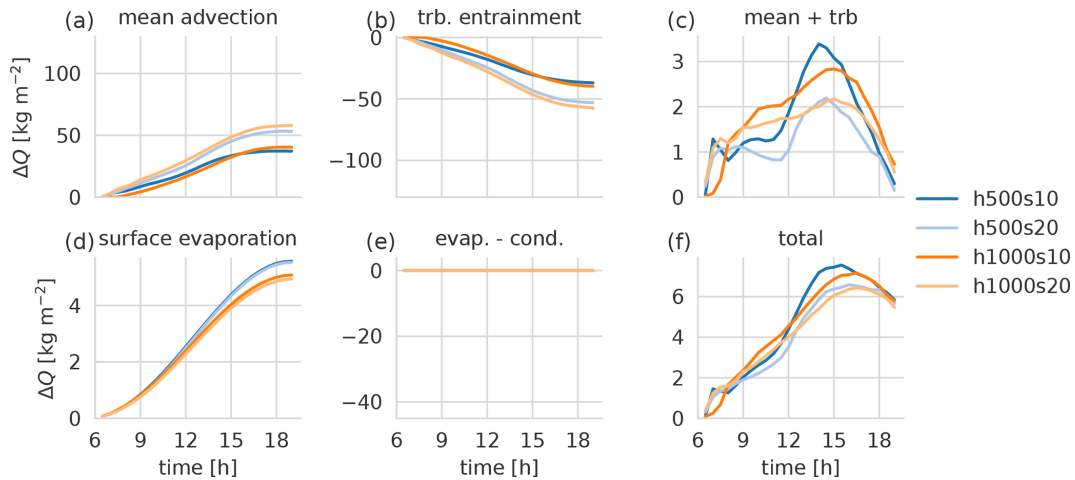 (a) mean advection
(b) trb. entrainment
(c) mean + trb
ΔQ [kg m⁻²]
100
50
0
0
−50
−100
3
2
1
0
h500s10
h500s20
h1000s10
h1000s20
(d) surface evaporation
(e) evap. - cond.
(f) total
ΔQ [kg m⁻²]
4
2
0
0
−20
−40
6
4
2
0
6 9 12 15 18
6 9 12 15 18
6 9 12 15 18
time [h]
time [h]
time [h]